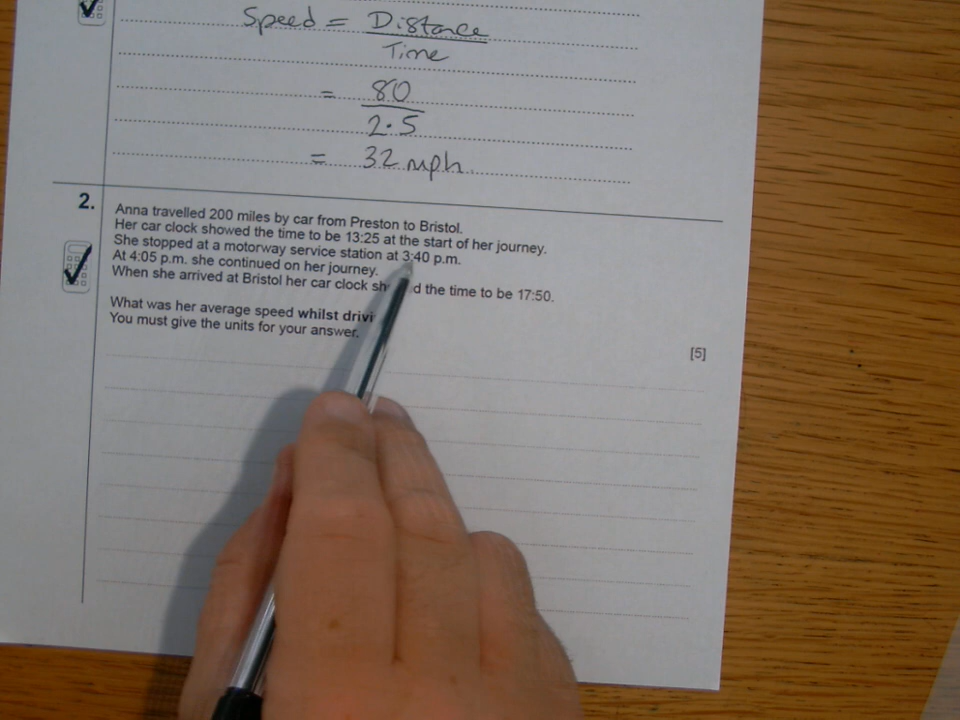 Speed = Distance
Time
= 80
2.5
= 32 mph.
2.
Anna travelled 200 miles by car from Preston to Bristol.
Her car clock showed the time to be 13:25 at the start of her journey.
She stopped at a motorway service station at 3:40 p.m.
At 4:05 p.m. she continued on her journey.
When she arrived at Bristol her car clock sh d the time to be 17:50.
What was her average speed whilst drivi
You must give the units for your answer.
[5]